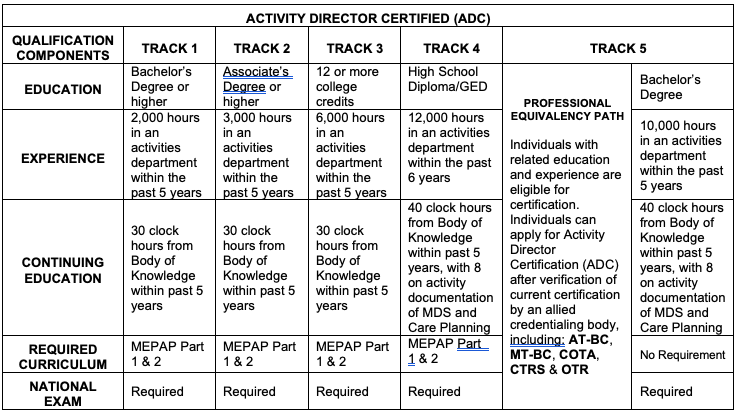 ACTIVITY DIRECTOR CERTIFIED (ADC)
QUALIFICATION
COMPONENTS
TRACK 1
TRACK 2
TRACK 3
TRACK 4
TRACK 5
EDUCATION
Bachelor's
Degree or
higher
Associate's
Degree or
higher
12 or more
college
credits
High School
Diploma/GED
PROFESSIONAL
EQUIVALENCY PATH
Individuals with
related education
and experience are
eligible for
certification.
Individuals can
apply for Activity
Director
Certification (ADC)
after verification of
current certification
by an allied
credentialing body,
including: AT-BC,
MT-BC, COTA,
CTRS & OTR
Bachelor's
Degree
EXPERIENCE
2,000 hours
in an
activities
department
within the
past 5 years
3,000 hours
in an
activities
department
within the
past 5 years
6,000 hours
in an
activities
department
within the
past 5 years
12,000 hours
in an activities
department
within the past
6 years
10,000 hours
in an activities
department
within the past
5 years
CONTINUING
EDUCATION
30 clock
hours from
Body of
Knowledge
within past 5
years
30 clock
hours from
Body of
Knowledge
within past 5
years
30 clock
hours from
Body of
Knowledge
within past 5
years
40 clock hours
from Body of
Knowledge
within past 5
years, with 8
on activity
documentation
of MDS and
Care Planning
40 clock hours
from Body of
Knowledge
within past 5
years, with 8
on activity
documentation
of MDS and
Care Planning
REQUIRED
CURRICULUM
MEPAP Part
1 & 2
MEPAP Part
1 & 2
MEPAP Part
1 & 2
MEPAP Part
1 & 2
No Requirement
NATIONAL
EXAM
Required
Required
Required
Required
Required